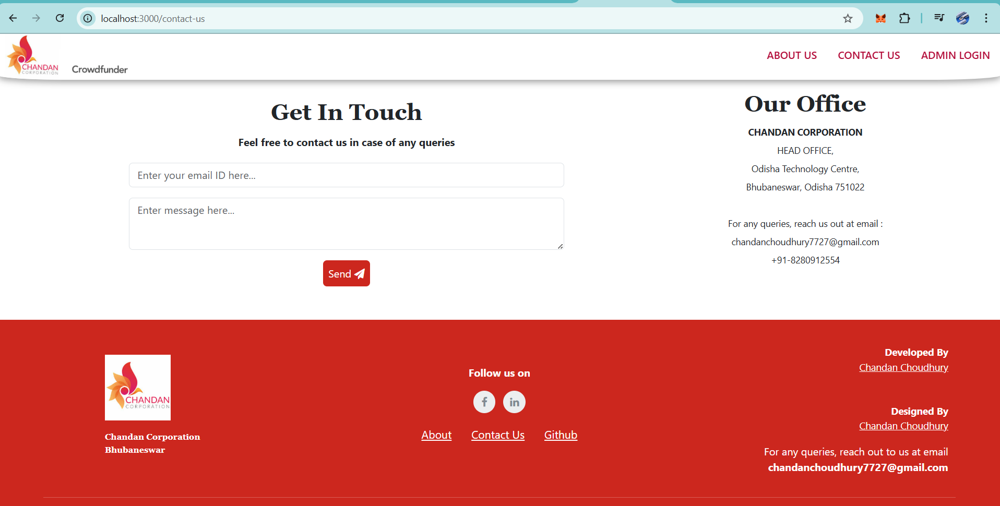 localhost:3000/contact-us
CHANDAN
CORPORATION
Crowdfunder
ABOUT US
CONTACT US
ADMIN LOGIN
Get In Touch
Feel free to contact us in case of any queries
Enter your email ID here...
Enter message here...
Send
Our Office
CHANDAN CORPORATION
HEAD OFFICE,
Odisha Technology Centre,
Bhubaneswar, Odisha 751022
For any queries, reach us out at email :
chandanchoudhury7727@gmail.com
+91-8280912554
CHANDAN
CORPORATION
Chandan Corporation
Bhubaneswar
Follow us on
f
in
About
Contact Us
Github
Developed By
Chandan Choudhury
Designed By
Chandan Choudhury
For any queries, reach out to us at email
chandanchoudhury7727@gmail.com